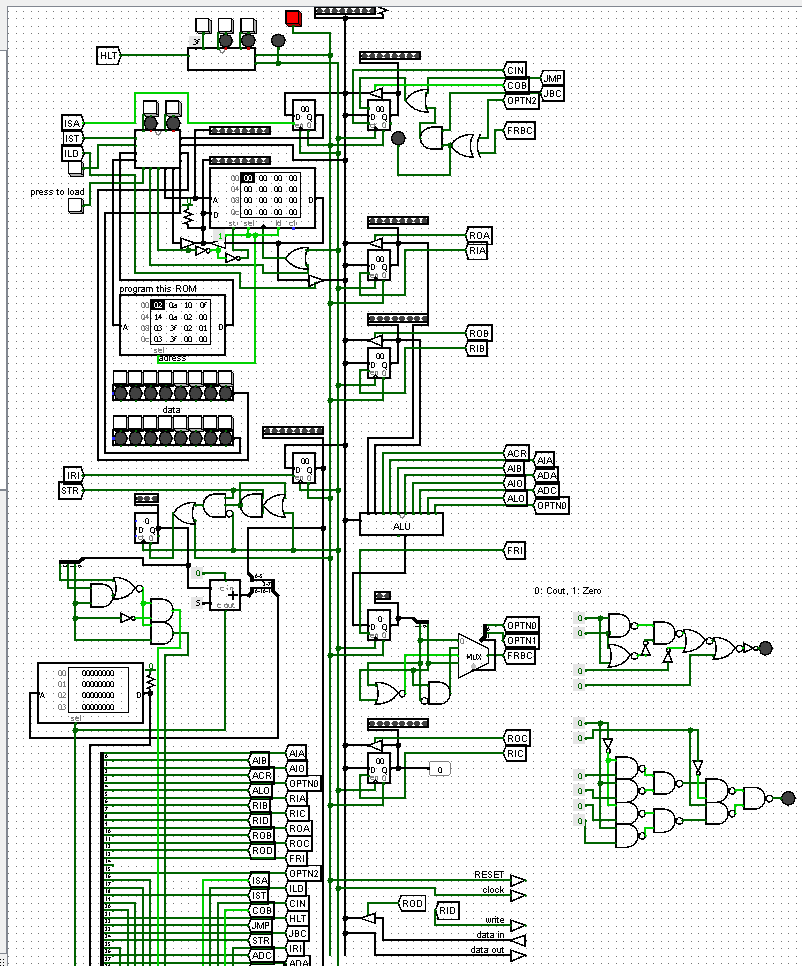 HLT
CIN
COB
JMP
OPTN2
JBC
FRBC
ISA
IST
ILD
press to load
00 00 00 00 00
04 00 00 00 00
08 00 00 00 00
0c 00 00 00 00
A
D
D Q
00
ROA
RIA
program this ROM
00 02 0a 10 0f
04 14 0a 02 00
08 03 3f 02 01
0c 03 3f 00 00
A
D
sel
adress
ROB
RIB
data
IRI
STR
ACR
AIA
AIB
ADA
AIO
ADC
ALO
OPTN0
ALU
FRI
0: Cout, 1: Zero
OPTN0
OPTN1
FRBC
MUX
00 00000000
01 00000000
02 00000000
03 00000000
A
D
sel
ROC
RIC
0
AIA
AIB
AIO
ACR
OPTN0
ALO
RIA
RIB
RIC
RID
ROA
ROB
ROC
ROD
FRI
OPTN2
ISA
ILD
IST
CIN
COB
HLT
JMP
JBC
STR
IRI
ADC
ADA
RESET
clock
ROD
RID
write
data in
data out